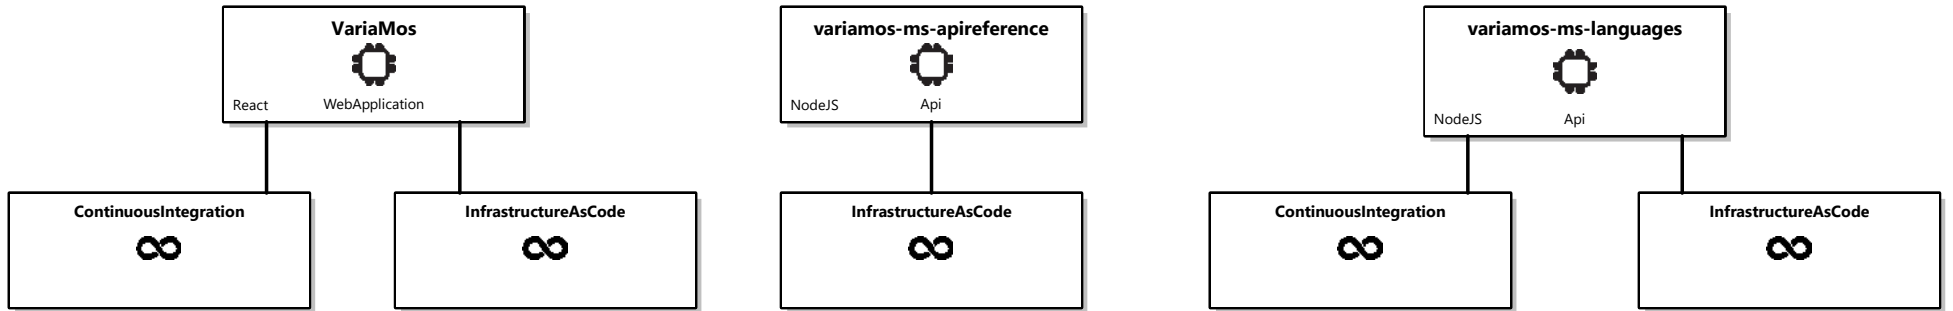 VariaMos
React
WebApplication
variamos-ms-apireference
NodeJS
Api
variamos-ms-languages
NodeJS
Api
ContinuousIntegration
InfrastructureAsCode
InfrastructureAsCode
ContinuousIntegration
InfrastructureAsCode